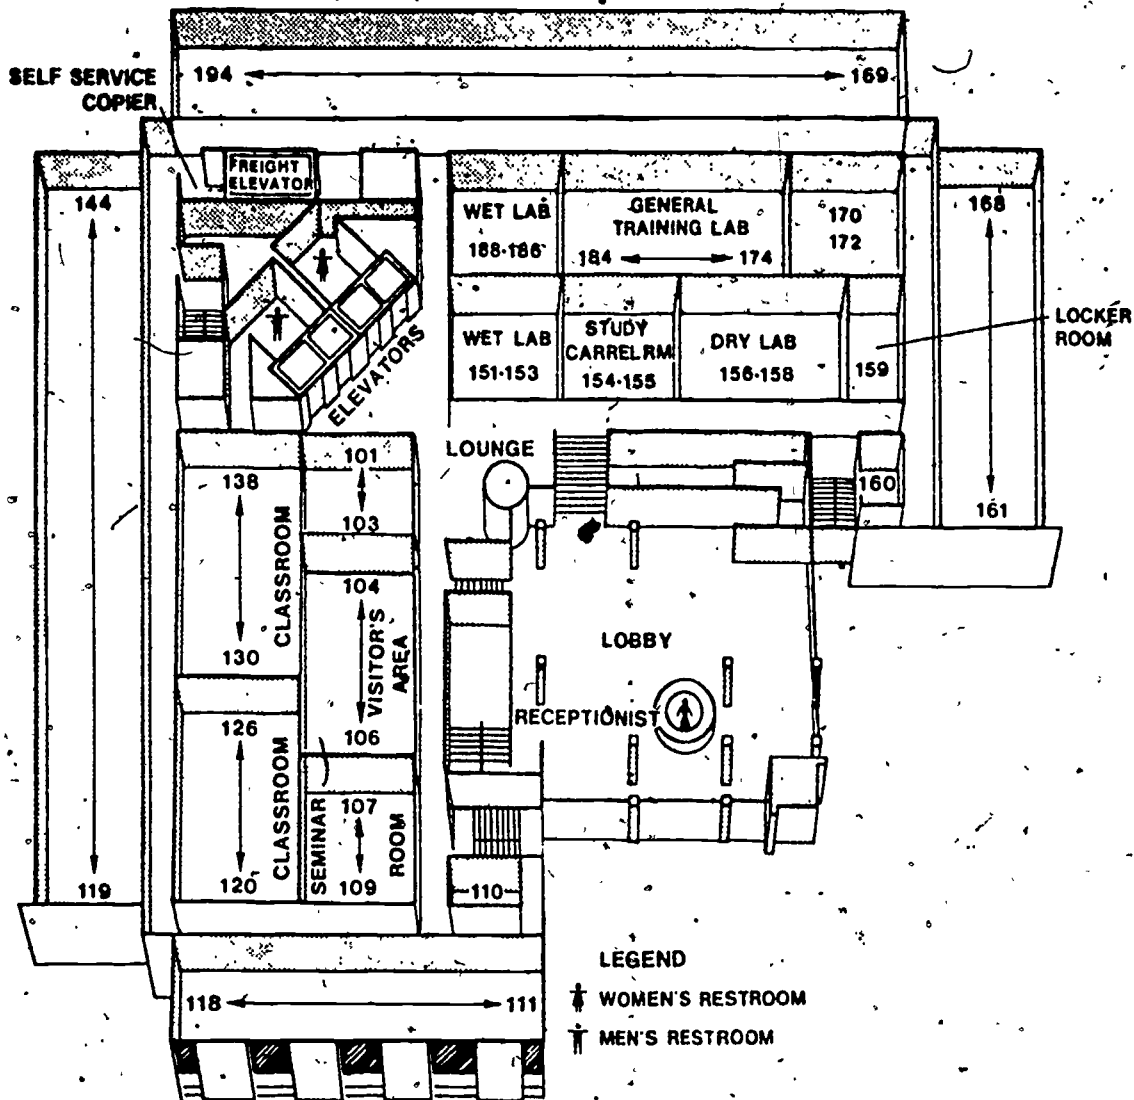 194 169
SELF SERVICE
COPIER
FREIGHT
ELEVATOR
144
WET LAB
188-186
GENERAL
TRAINING LAB
184 174
170
172
168
WET LAB
151-153
STUDY
CARREL RM
154-155
DRY LAB
156-158
159
LOCKER
ROOM
ELEVATORS
LOUNGE
160
161
138
CLASSROOM
130
101
103
104
VISITOR'S
AREA
106
LOBBY
RECEPTIONIST
126
CLASSROOM
120
SEMINAR
ROOM
107
109
110
119
118 111
LEGEND
WOMEN'S RESTROOM
MEN'S RESTROOM